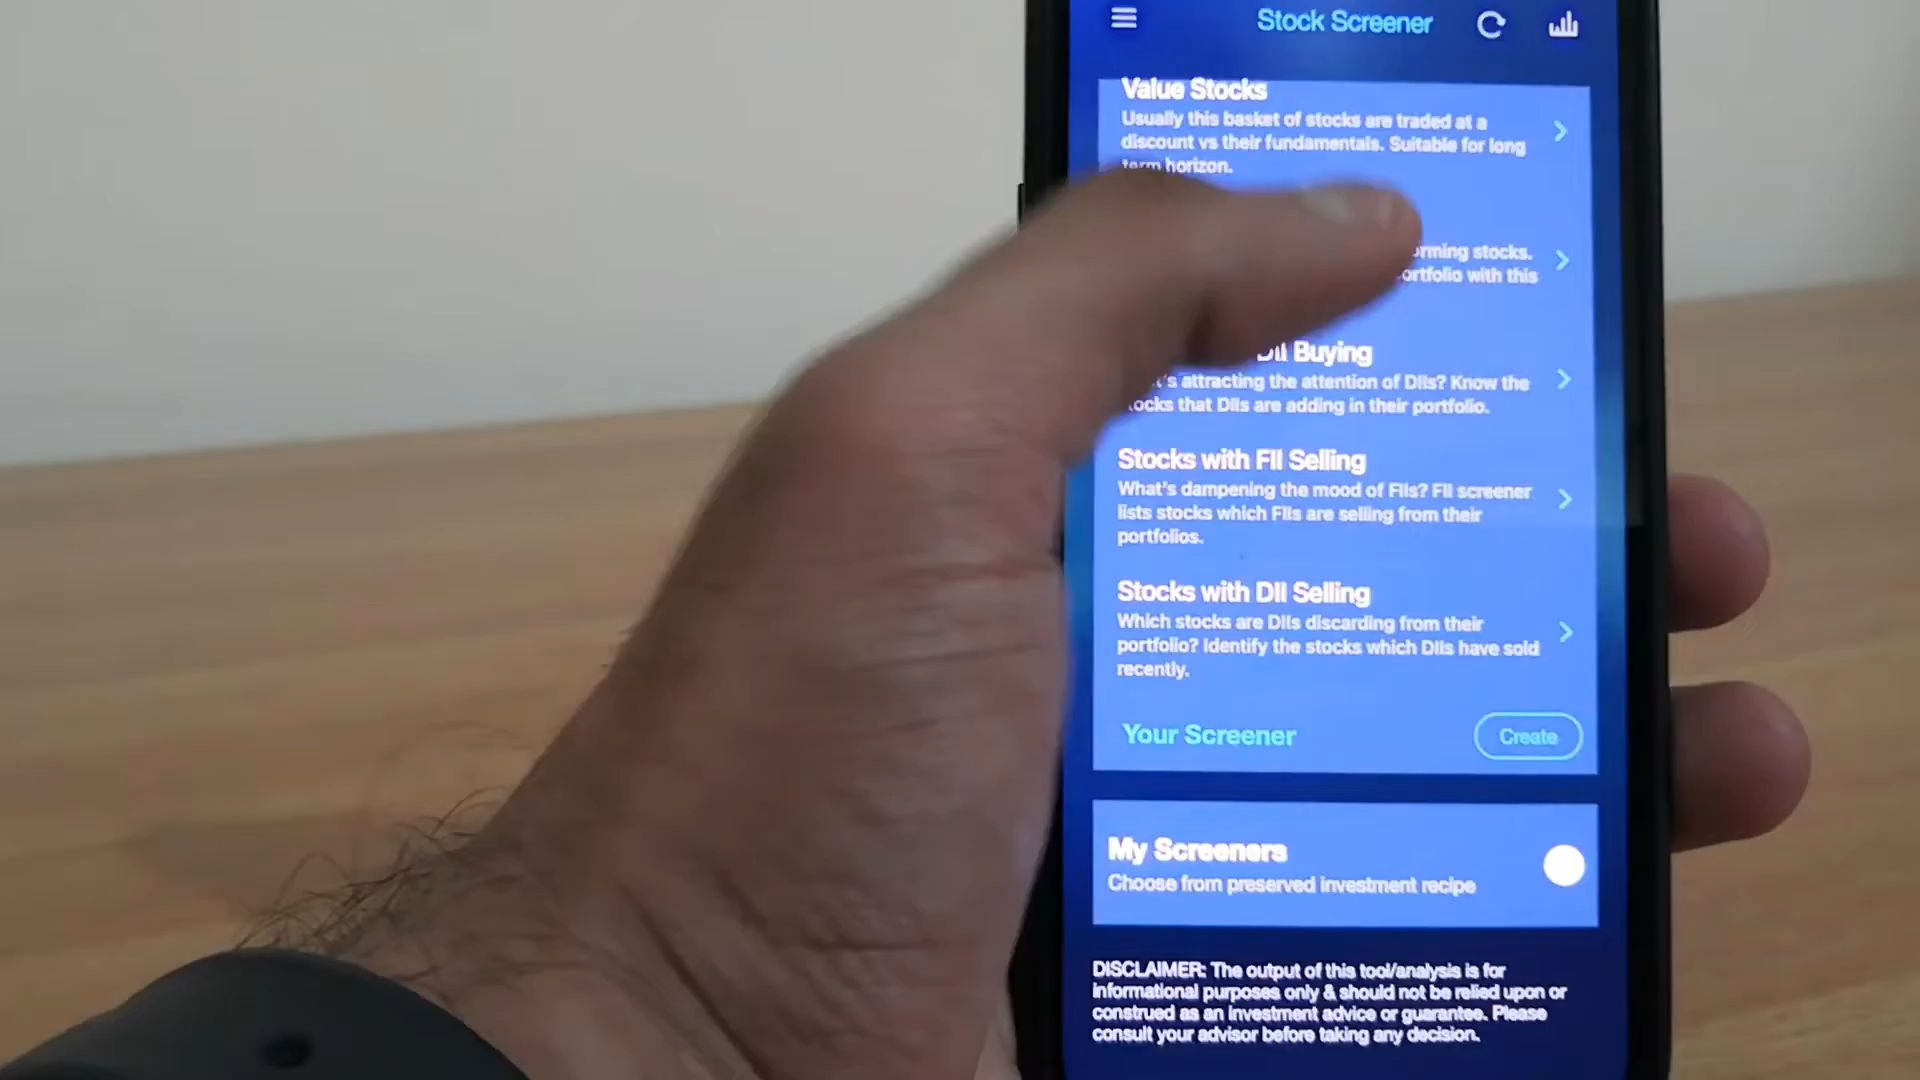 Stock Screener
Value Stocks
Usually this basket of stocks are traded at a
discount vs their fundamentals. Suitable for long
term horizon.
stocks.
with this
DII Buying
attracting the attention of DIIs? Know the
that DIIs are adding in their portfolio.
Stocks with FII Selling
What's dampening the mood of FIIs? FII screener
lists stocks which FIIs are selling from their
portfolios.
Stocks with DII Selling
Which stocks are DIIs discarding from their
portfolio? Identify the stocks which DIIs have sold
recently.
Your Screener
Create
My Screeners
Choose from preserved investment recipe
DISCLAIMER: The output of this tool/analysis is for
informational purposes only & should not be relied upon or
construed as an investment advice or guarantee. Please
consult your advisor before taking any decision.